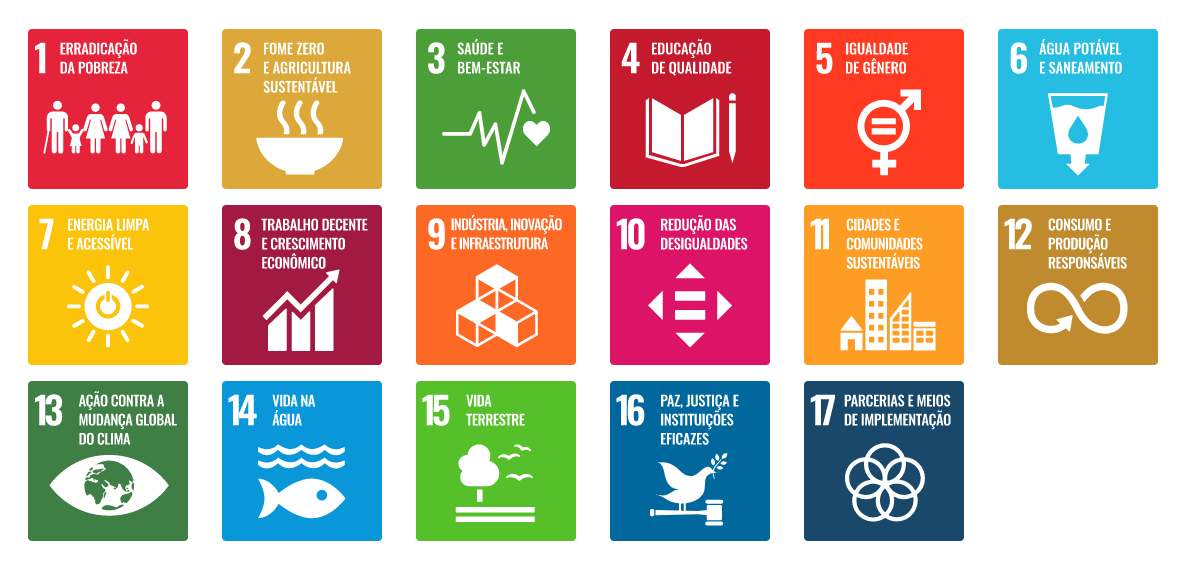 1 ERRADICAÇÃO
DA POBREZA
2 FOME ZERO
E AGRICULTURA
SUSTENTÁVEL
3 SAÚDE E
BEM-ESTAR
4 EDUCAÇÃO
DE QUALIDADE
5 IGUALDADE
DE GÊNERO
6 ÁGUA POTÁVEL
E SANEAMENTO
7 ENERGIA LIMPA
E ACESSÍVEL
8 TRABALHO DECENTE
E CRESCIMENTO
ECONÔMICO
9 INDÚSTRIA, INOVAÇÃO
E INFRAESTRUTURA
10 REDUÇÃO DAS
DESIGUALDADES
11 CIDADES E
COMUNIDADES
SUSTENTÁVEIS
12 CONSUMO E
PRODUÇÃO
RESPONSÁVEIS
13 AÇÃO CONTRA A
MUDANÇA GLOBAL
DO CLIMA
14 VIDA NA
ÁGUA
15 VIDA
TERRESTRE
16 PAZ, JUSTIÇA E
INSTITUIÇÕES
EFICAZES
17 PARCERIAS E MEIOS
DE IMPLEMENTAÇÃO